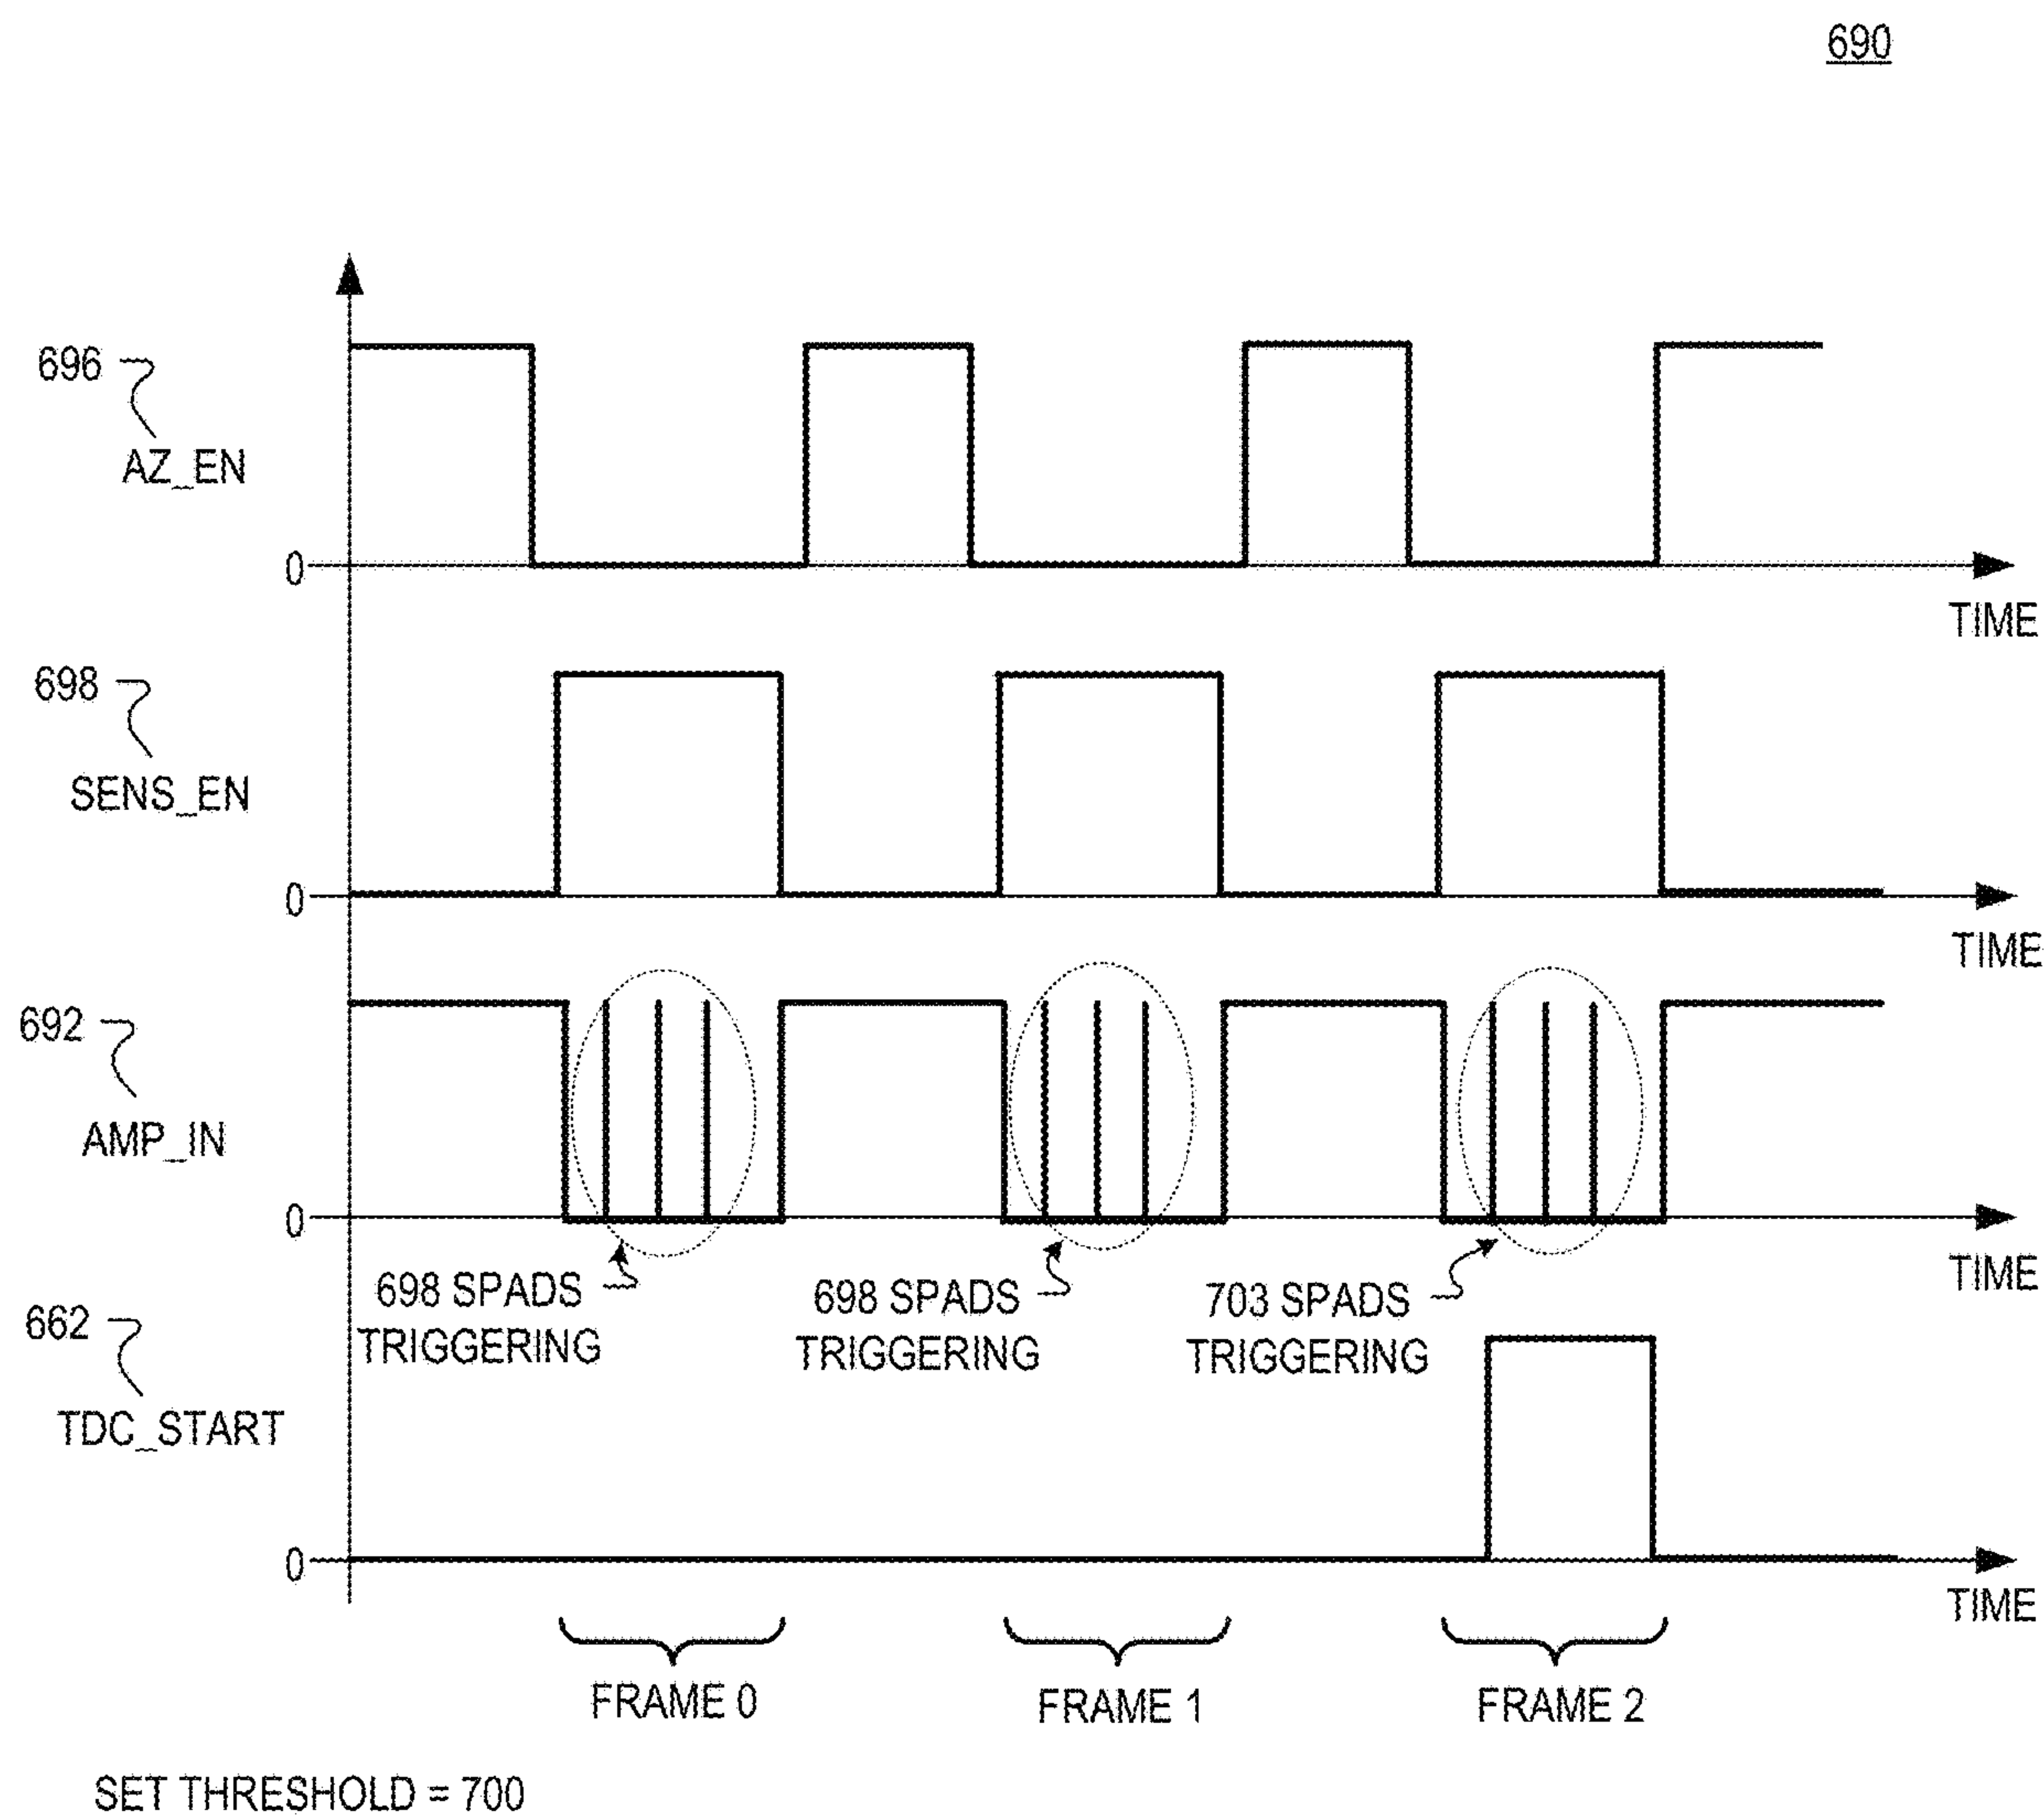 690
696
AZ_EN
0
TIME
698
SENS_EN
0
TIME
692
AMP_IN
0
TIME
698 SPADS
TRIGGERING
698 SPADS
TRIGGERING
703 SPADS
TRIGGERING
662
TDC_START
0
TIME
FRAME 0
FRAME 1
FRAME 2
SET THRESHOLD = 700